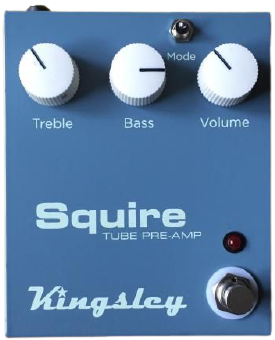 Mode
Treble Bass Volume
Squire
TUBE PRE-AMP
Kingsley